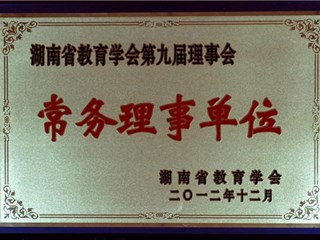 湖南省教育学会第九届理事会
常务理事单位
湖南省教育学会
二〇一二年十二月